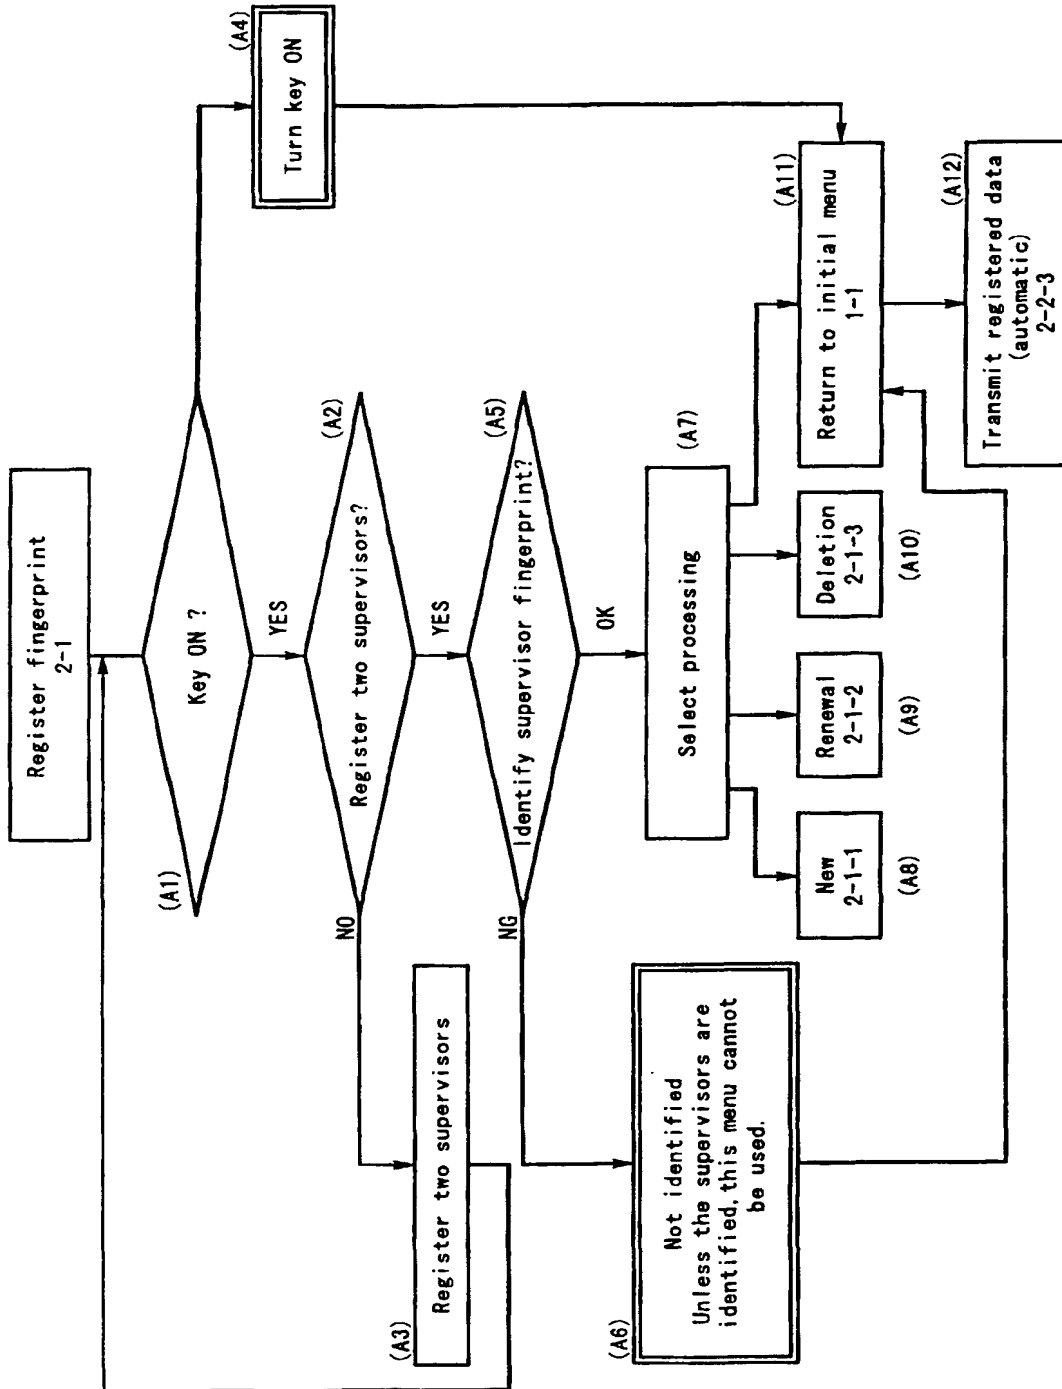 Register fingerprint
2-1
(A1)
Key ON ?
YES
(A4)
Turn key ON
(A2)
Register two supervisors?
NO
YES
(A3)
Register two supervisors
(A5)
Identify supervisor fingerprint?
NG
OK
(A6)
Not identified
Unless the supervisors are
identified, this menu cannot
be used.
(A7)
Select processing
New
2-1-1
(A8)
Renewal
2-1-2
(A9)
Deletion
2-1-3
(A10)
(A11)
Return to initial menu
1-1
(A12)
Transmit registered data
(automatic)
2-2-3